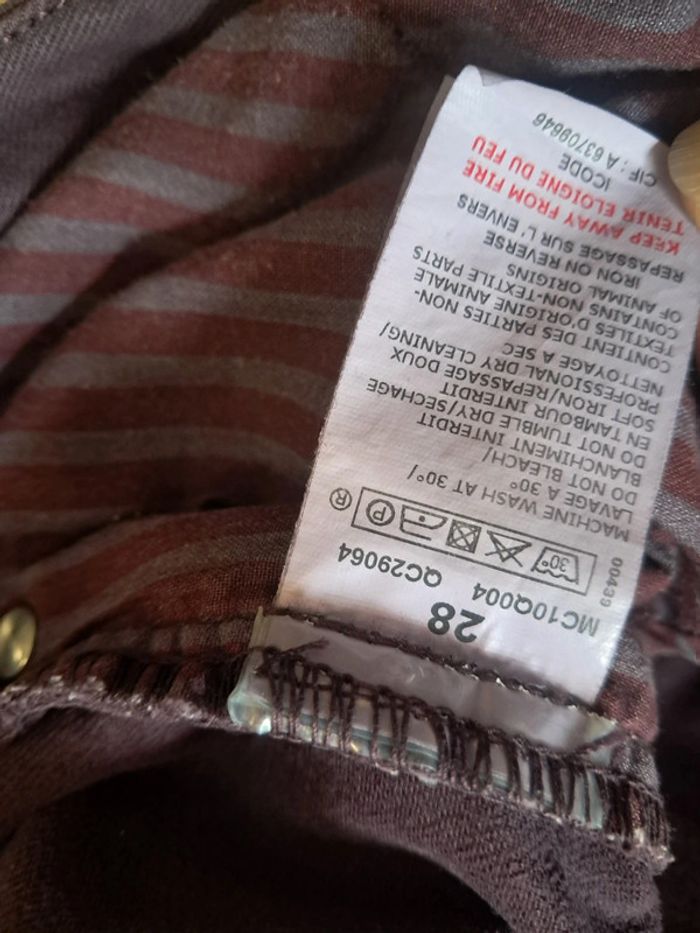 28
MC10Q004 QC29064
00439
30°
P
®
MACHINE WASH AT 30°/
LAVAGE A 30°
DO NOT BLEACH/
BLANCHIMENT INTERDIT
DO NOT TUMBLE DRY/SECHAGE
EN TAMBOUR INTERDIT
SOFT IRON/REPASSAGE DOUX
PROFESSIONAL DRY CLEANING/
NETTOYAGE A SEC
CONTIENT DES PARTIES NON-
TEXTILES D'ORIGINE ANIMALE
CONTAINS NON-TEXTILE PARTS
OF ANIMAL ORIGINS
IRON ON REVERSE
REPASSAGE SUR L'ENVERS
KEEP AWAY FROM FIRE
TENIR ELOIGNE DU FEU
ICODE
CIF : A 63709646